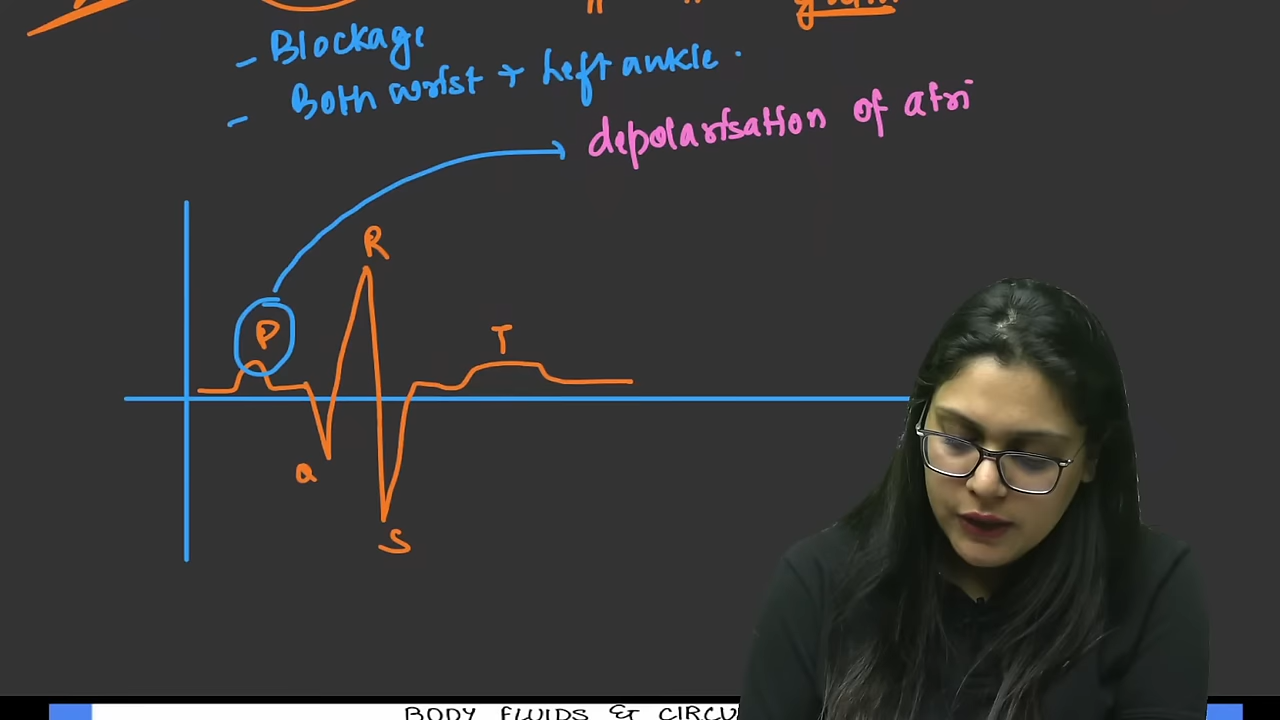 - Blockage
- Both wrist + left ankle.
depolarisation of atri
R
P
T
Q
S
BODY FLUIDS & CIRCU